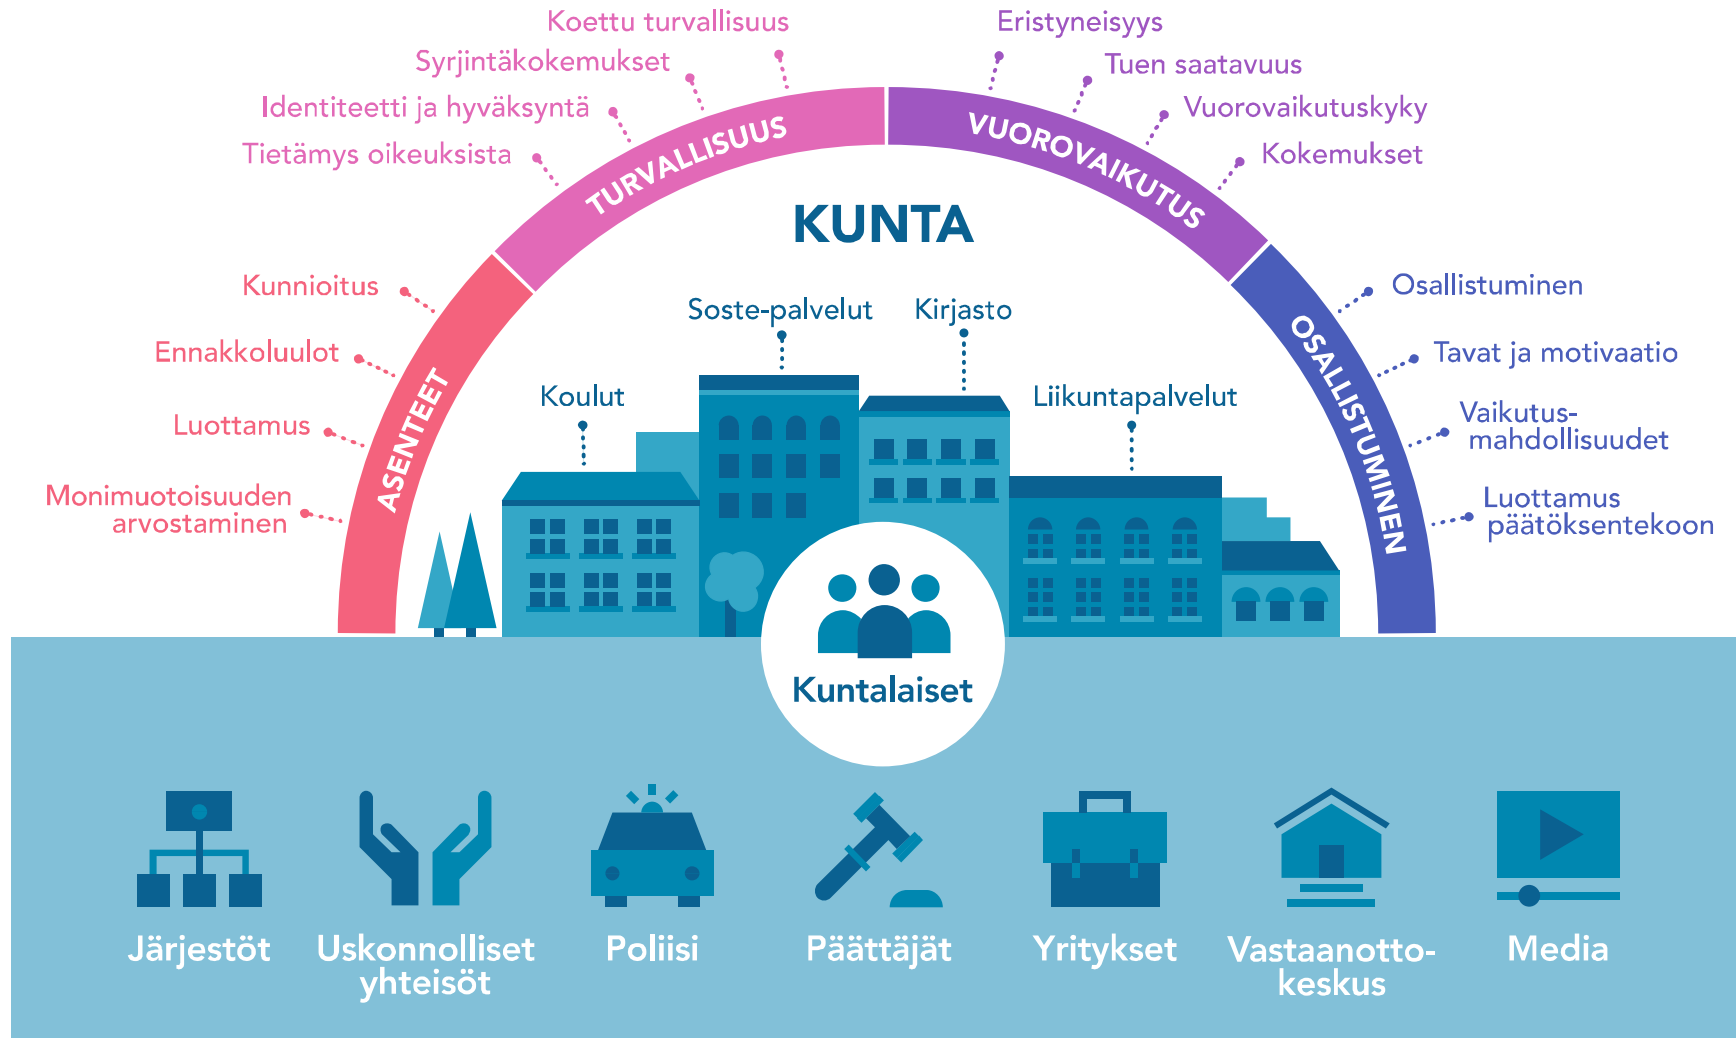 Koettu turvallisuus
Syrjintäkokemukset
Identiteetti ja hyväksyntä
Tietämys oikeuksista
TURVALLISUUS
Eristyneisyys
Tuen saatavuus
Vuorovaikutuskyky
Kokemukset
VUOROVAIKUTUS
Kunnioitus
Ennakkoluulot
Luottamus
Monimuotoisuuden
arvostaminen
ASENTEET
Osallistuminen
Tavat ja motivaatio
Vaikutus-
mahdollisuudet
Luottamus
päätöksentekoon
OSALLISTUMINEN
KUNTA
Soste-palvelut
Kirjasto
Koulut
Liikuntapalvelut
Kuntalaiset
Järjestöt
Uskonnolliset
yhteisöt
Poliisi
Päättäjät
Yritykset
Vastaanotto-
keskus
Media